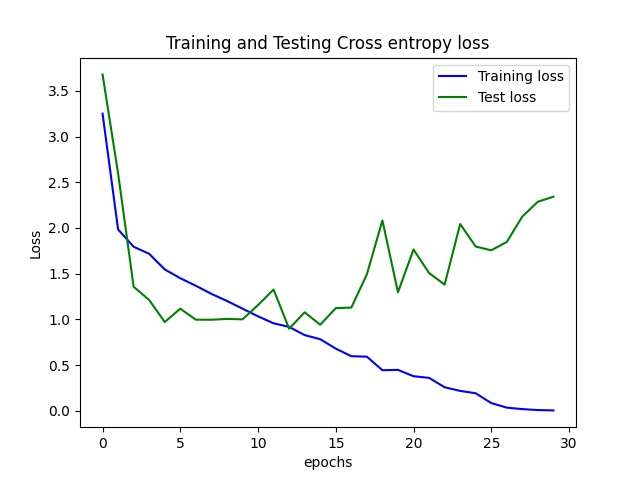 Training and Testing Cross entropy loss
Training loss
Test loss
Loss
3.5
3.0
2.5
2.0
1.5
1.0
0.5
0.0
0 5 10 15 20 25 30
epochs